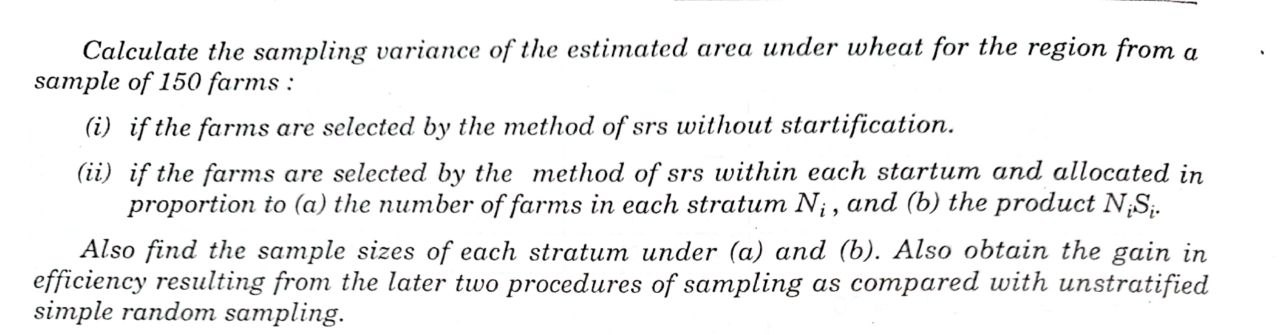 Calculate the sampling variance of the estimated area under wheat for the region from a
sample of 150 farms :
(i) if the farms are selected by the method of srs without startification.
(ii) if the farms are selected by the method of srs within each startum and allocated in
proportion to (a) the number of farms in each stratum Nᵢ, and (b) the product NᵢSᵢ.
Also find the sample sizes of each stratum under (a) and (b). Also obtain the gain in
efficiency resulting from the later two procedures of sampling as compared with unstratified
simple random sampling.